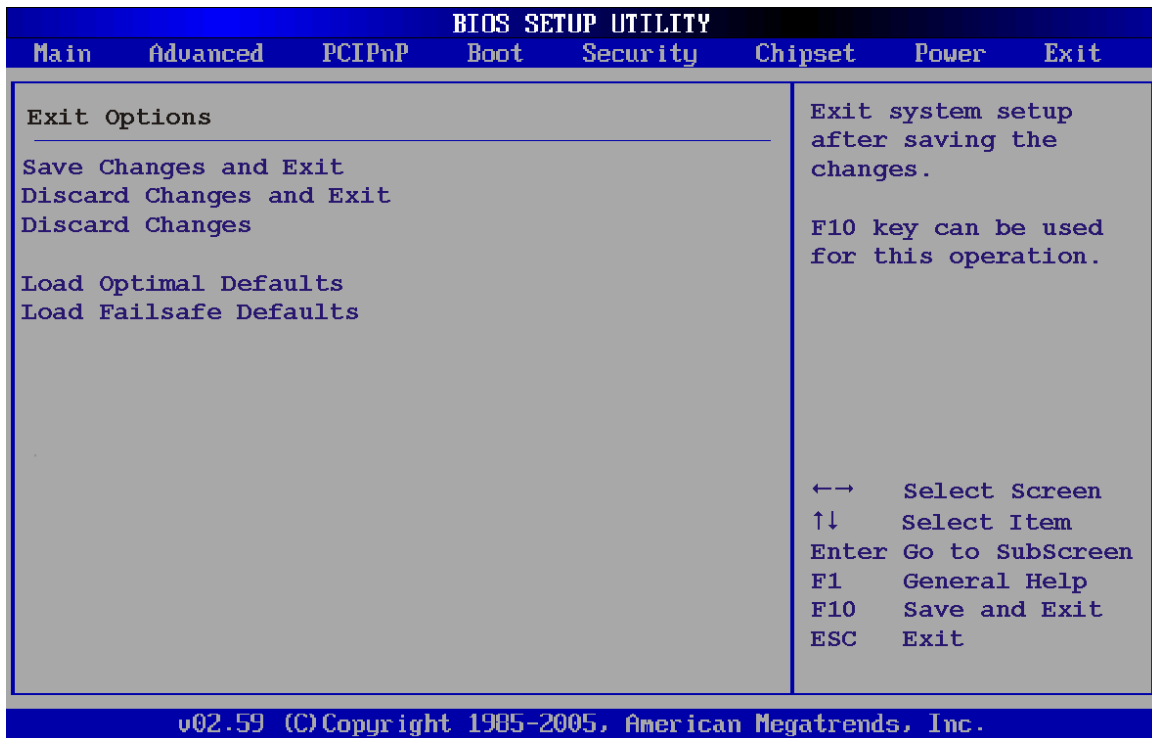 BIOS SETUP UTILITY
Main Advanced PCIPnP Boot Security Chipset Power Exit
Exit Options
Save Changes and Exit
Discard Changes and Exit
Discard Changes
Load Optimal Defaults
Load Failsafe Defaults
Exit system setup
after saving the
changes.
F10 key can be used
for this operation.
←→ Select Screen
↑↓ Select Item
Enter Go to SubScreen
F1 General Help
F10 Save and Exit
ESC Exit
v02.59 (C)Copyright 1985-2005, American Megatrends, Inc.